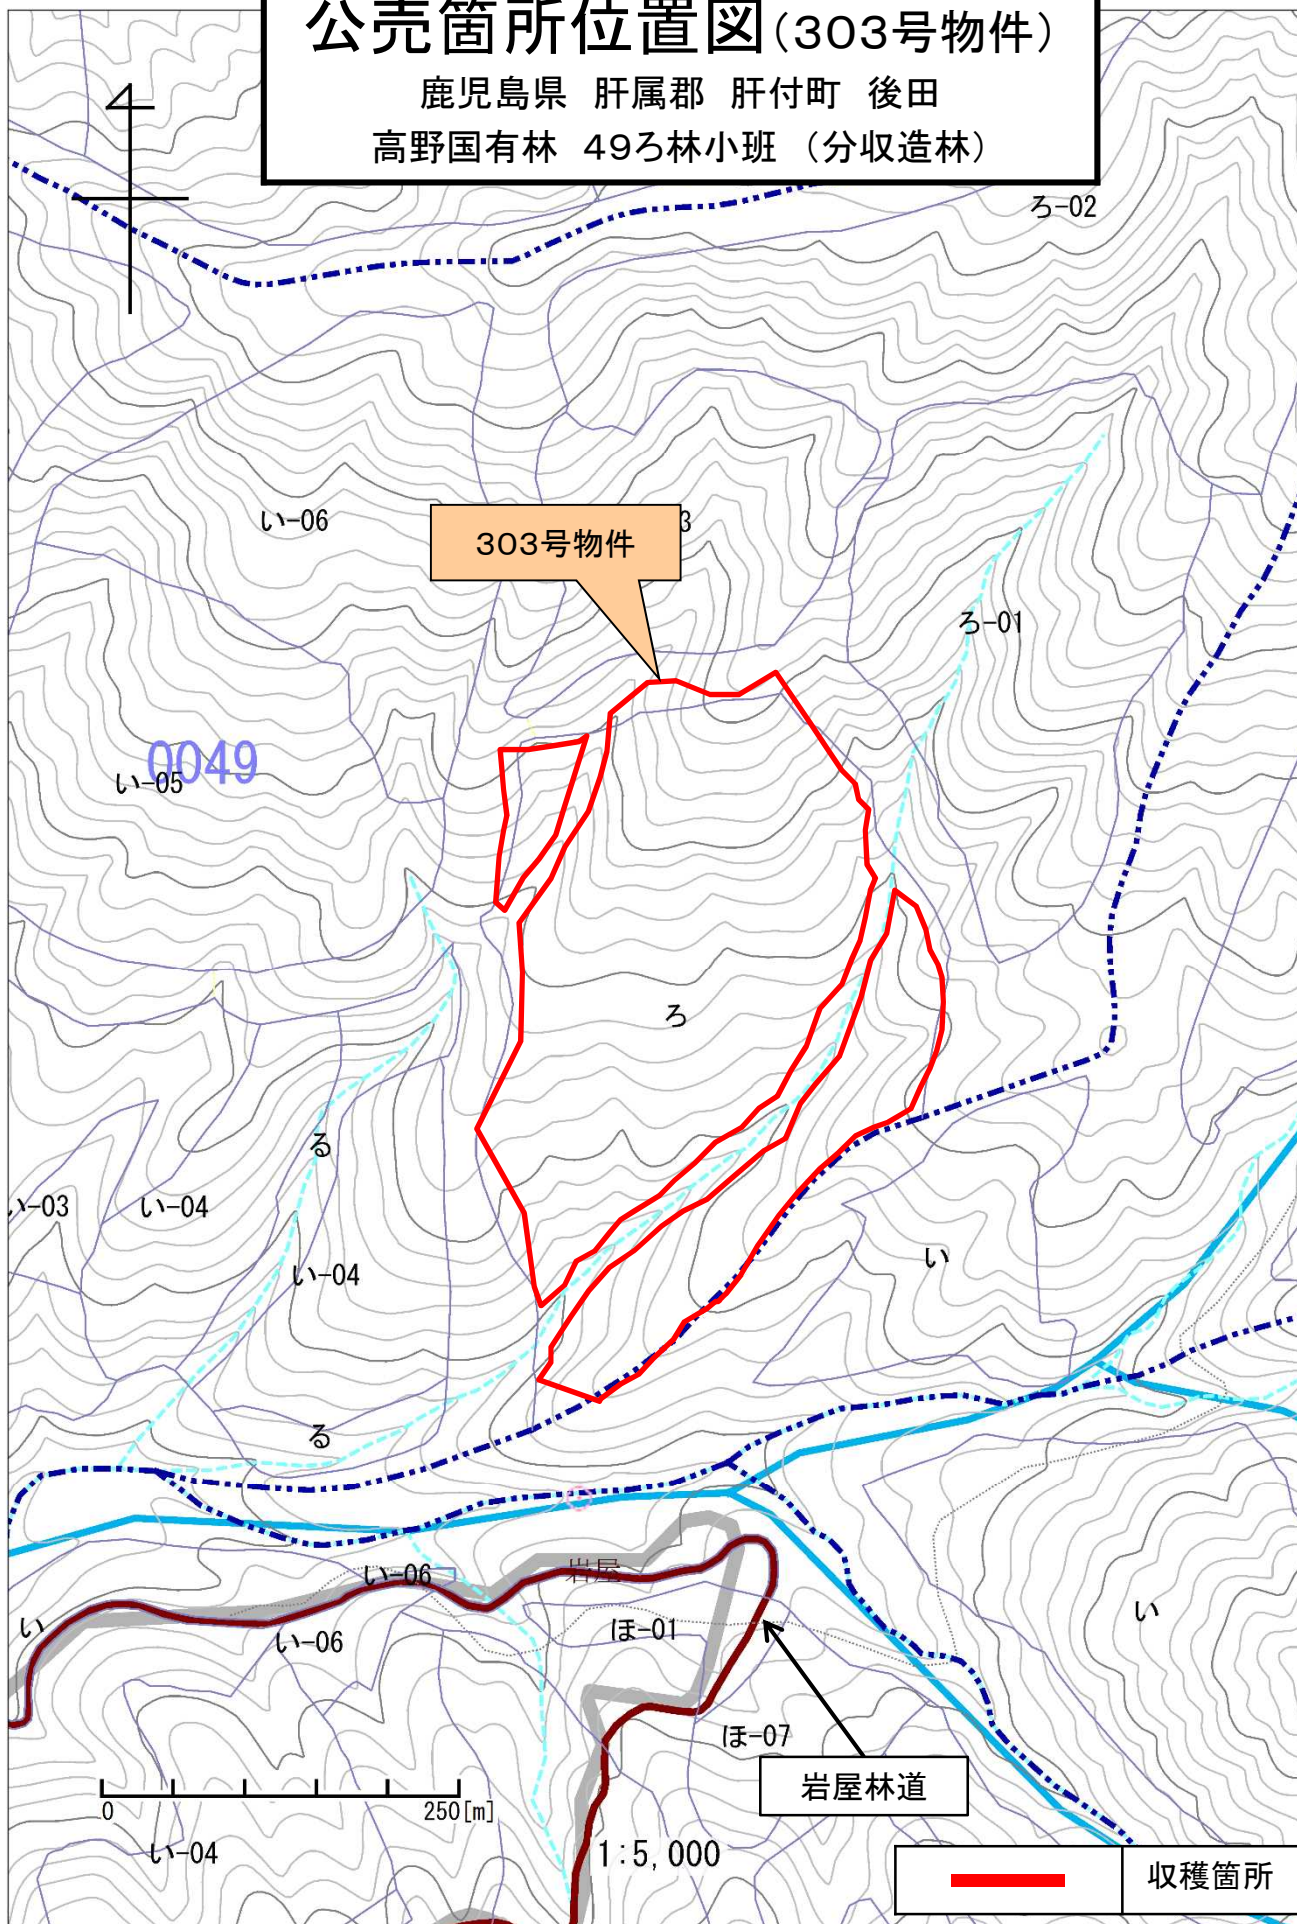 公売箇所位置図(303号物件)
鹿児島県 肝属郡 肝付町 後田
高野国有林 49ろ林小班 (分収造林)
ろ-02
い-06
303号物件
3
ろ-01
0049
い-05
ろ
る
い-03
い-04
い-04
い
る
岩屋
い-06
い
い-06
ほ-01
い
ほ-07
岩屋林道
0
250[m]
い-04
1:5,000
収穫箇所